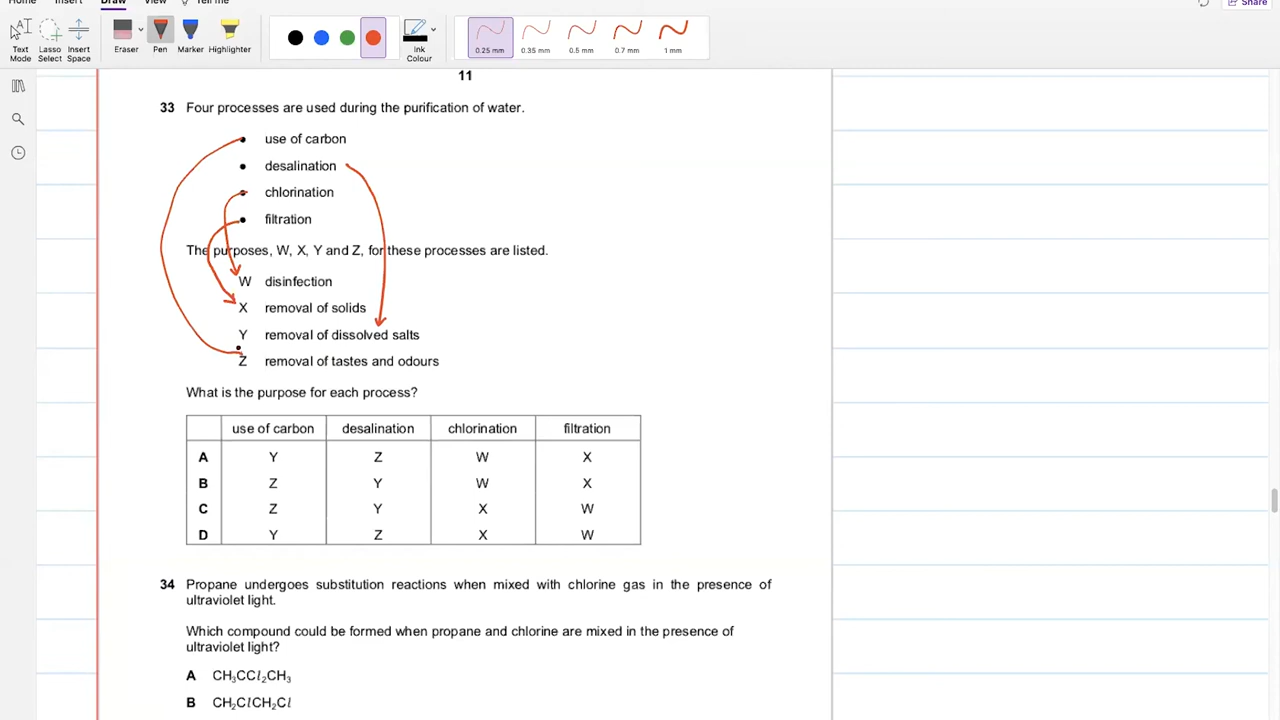 Home Insert Draw View Tell me
Share
Text Mode
Lasso Select
Insert Space
Eraser
Pen
Marker
Highlighter
Ink Colour
0.25 mm
0.35 mm
0.5 mm
0.7 mm
1 mm
11
33 Four processes are used during the purification of water.
• use of carbon
• desalination
• chlorination
• filtration
The purposes, W, X, Y and Z, for these processes are listed.
W disinfection
X removal of solids
Y removal of dissolved salts
Z removal of tastes and odours
What is the purpose for each process?
use of carbon desalination chlorination filtration
A Y Z W X
B Z Y W X
C Z Y X W
D Y Z X W
34 Propane undergoes substitution reactions when mixed with chlorine gas in the presence of
ultraviolet light.
Which compound could be formed when propane and chlorine are mixed in the presence of
ultraviolet light?
A CH₃CCl₂CH₃
B CH₂ClCH₂Cl